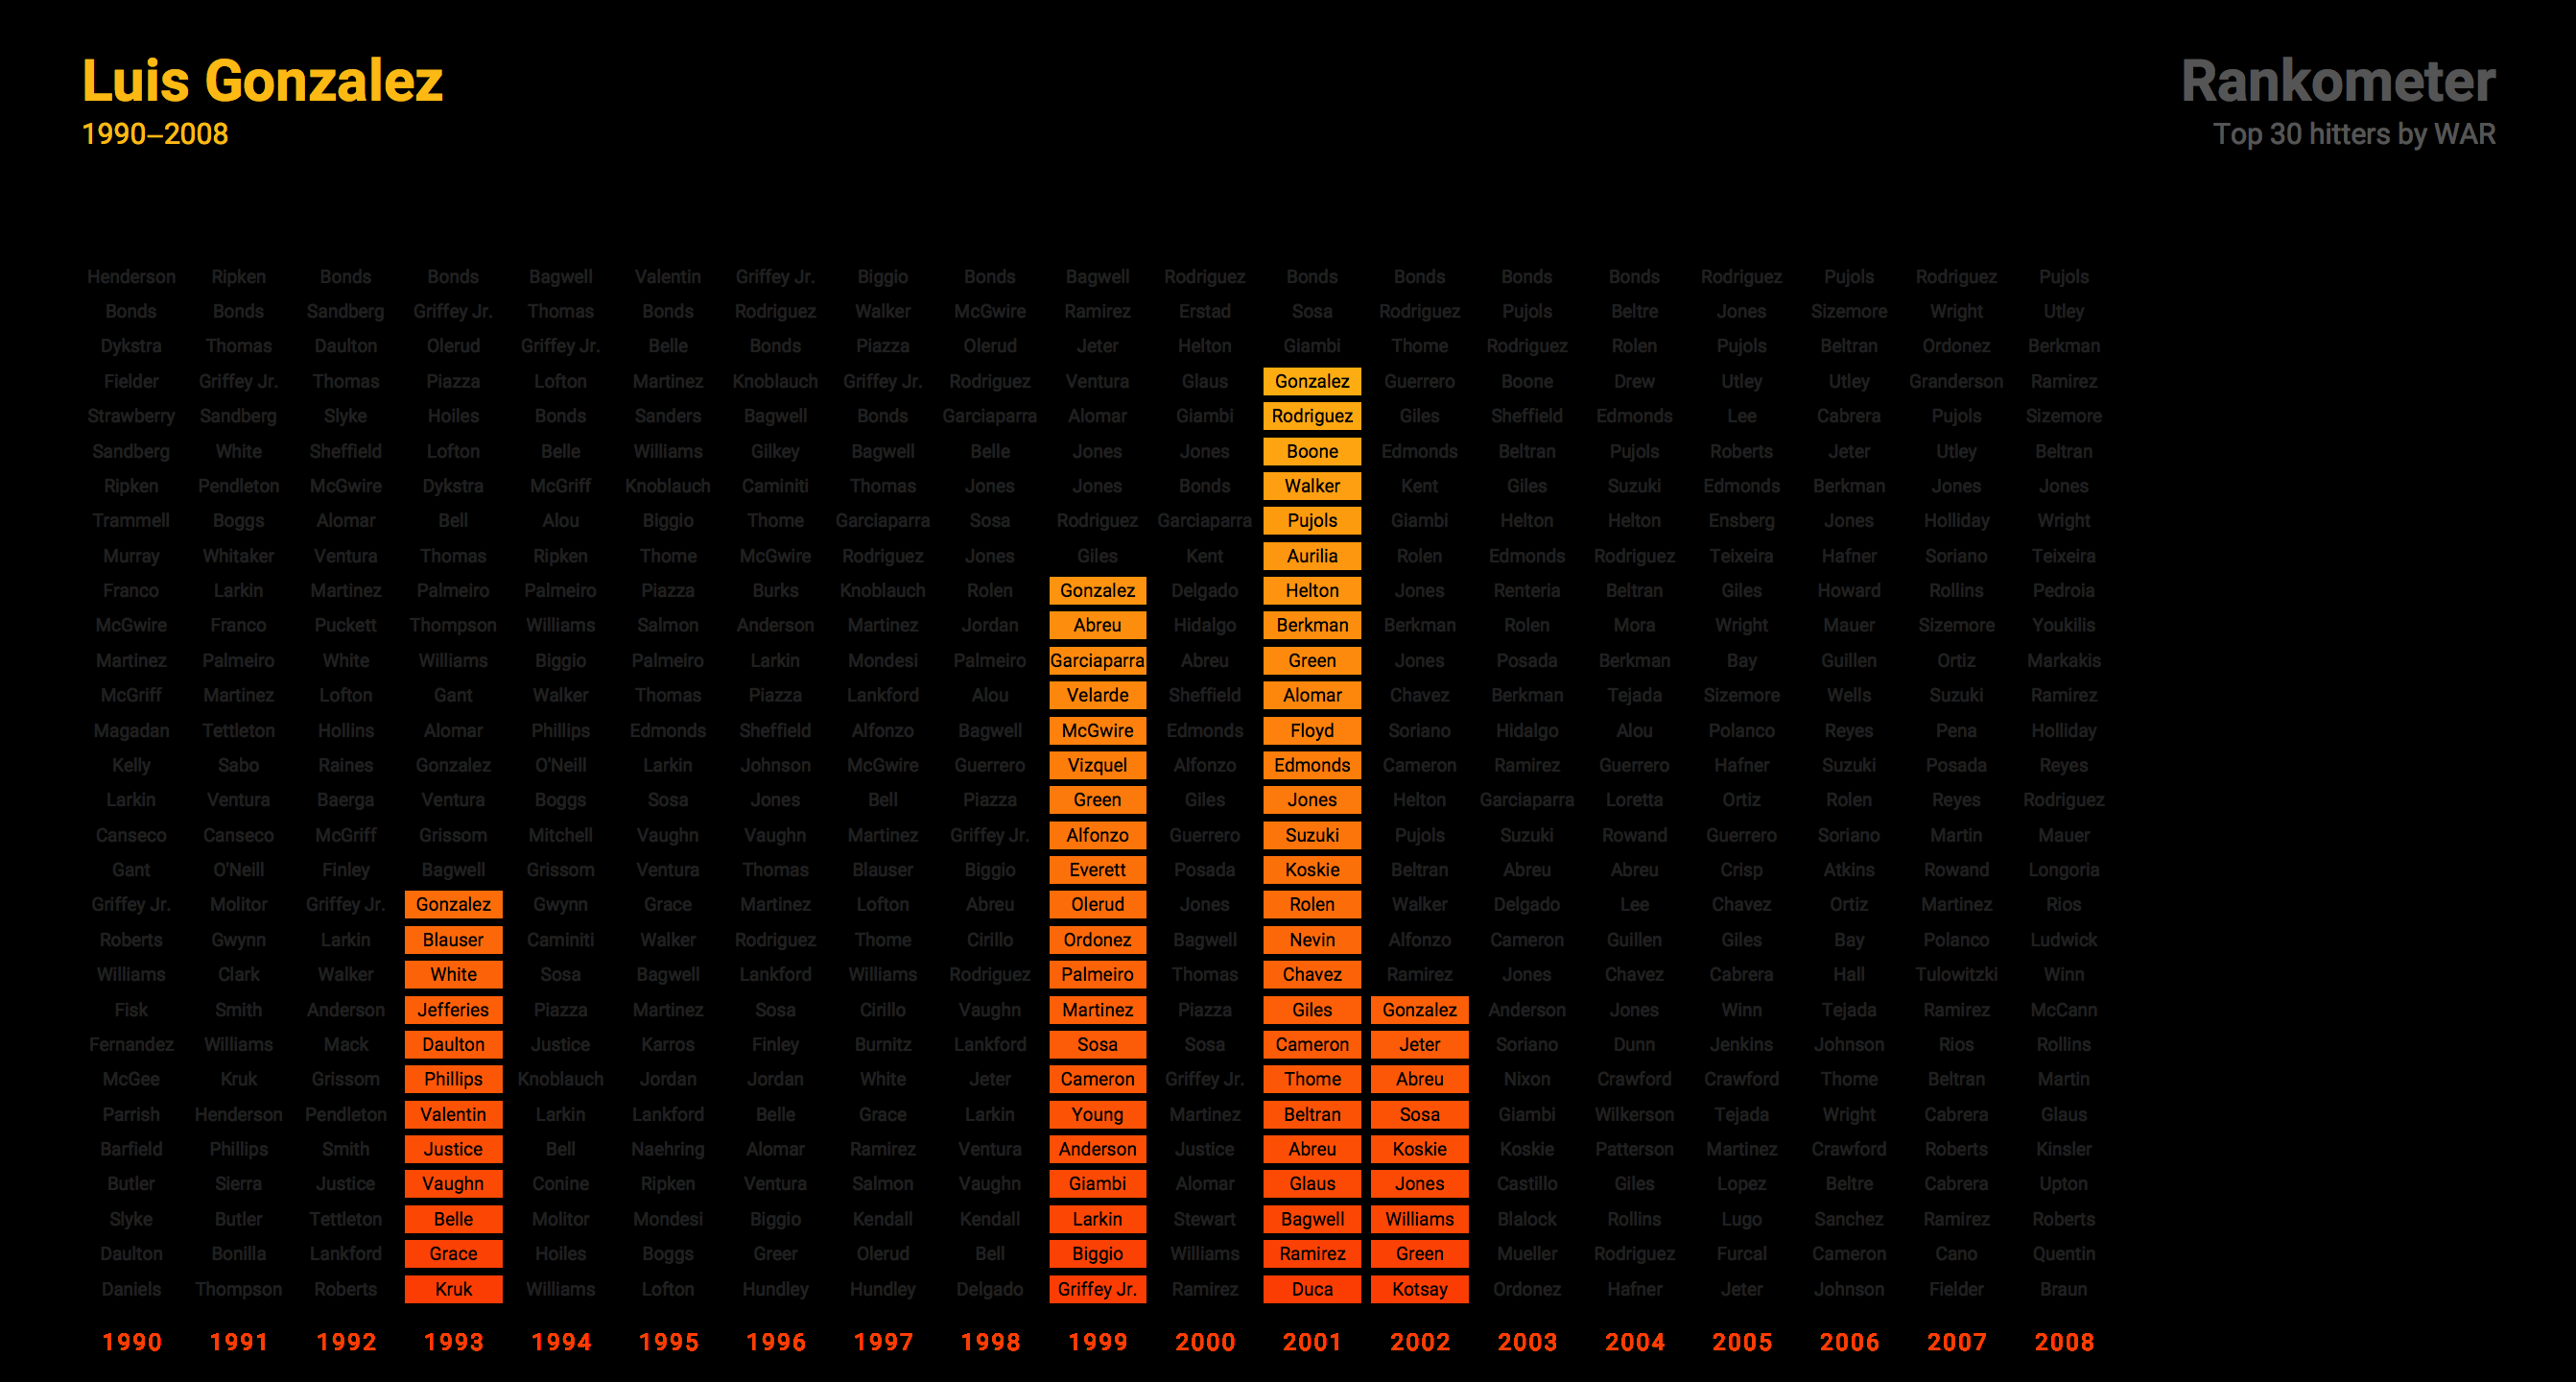 Luis Gonzalez
1990–2008
Rankometer
Top 30 hitters by WAR
Henderson Ripken Bonds Bonds Bagwell Valentin Griffey Jr. Biggio Bonds Bagwell Rodriguez Bonds Bonds Bonds Bonds Rodriguez Pujols Rodriguez Pujols
Bonds Bonds Sandberg Griffey Jr. Thomas Bonds Rodriguez Walker McGwire Ramirez Erstad Sosa Rodriguez Pujols Beltre Jones Sizemore Wright Utley
Dykstra Thomas Daulton Olerud Griffey Jr. Belle Bonds Piazza Olerud Jeter Helton Giambi Thome Rodriguez Rolen Pujols Beltran Ordonez Berkman
Fielder Griffey Jr. Thomas Piazza Lofton Martinez Knoblauch Griffey Jr. Rodriguez Ventura Glaus Gonzalez Guerrero Boone Drew Utley Utley Granderson Ramirez
Strawberry Sandberg Slyke Hoiles Bonds Sanders Bagwell Bonds Garciaparra Alomar Giambi Rodriguez Giles Sheffield Edmonds Lee Cabrera Pujols Sizemore
Sandberg White Sheffield Lofton Belle Williams Gilkey Bagwell Belle Jones Jones Boone Edmonds Beltran Pujols Roberts Jeter Utley Beltran
Ripken Pendleton McGwire Dykstra McGriff Knoblauch Caminiti Thomas Jones Jones Bonds Walker Kent Giles Suzuki Edmonds Berkman Jones Jones
Trammell Boggs Alomar Bell Alou Biggio Thome Garciaparra Sosa Rodriguez Garciaparra Pujols Giambi Helton Helton Ensberg Jones Holliday Wright
Murray Whitaker Ventura Thomas Ripken Thome McGwire Rodriguez Jones Giles Kent Aurilia Rolen Edmonds Rodriguez Teixeira Hafner Soriano Teixeira
Franco Larkin Martinez Palmeiro Palmeiro Piazza Burks Knoblauch Rolen Gonzalez Delgado Helton Jones Renteria Beltran Giles Howard Rollins Pedroia
McGwire Franco Puckett Thompson Williams Salmon Anderson Martinez Jordan Abreu Hidalgo Berkman Berkman Rolen Mora Wright Mauer Sizemore Youkilis
Martinez Palmeiro White Williams Biggio Palmeiro Larkin Mondesi Palmeiro Garciaparra Abreu Green Jones Posada Berkman Bay Guillen Ortiz Markakis
McGriff Martinez Lofton Gant Walker Thomas Piazza Lankford Alou Velarde Sheffield Alomar Chavez Berkman Tejada Sizemore Wells Suzuki Ramirez
Magadan Tettleton Hollins Alomar Phillips Edmonds Sheffield Alfonzo Bagwell McGwire Edmonds Floyd Soriano Hidalgo Alou Polanco Reyes Pena Holliday
Kelly Sabo Raines Gonzalez O'Neill Larkin Johnson McGwire Guerrero Vizquel Alfonzo Edmonds Cameron Ramirez Guerrero Hafner Suzuki Posada Reyes
Larkin Ventura Baerga Ventura Boggs Sosa Jones Bell Piazza Green Giles Jones Helton Garciaparra Loretta Ortiz Rolen Reyes Rodriguez
Canseco Canseco McGriff Grissom Mitchell Vaughn Vaughn Martinez Griffey Jr. Alfonzo Guerrero Suzuki Pujols Suzuki Rowand Guerrero Soriano Martin Mauer
Gant O'Neill Finley Bagwell Grissom Ventura Thomas Blauser Biggio Everett Posada Koskie Beltran Abreu Abreu Crisp Atkins Rowand Longoria
Griffey Jr. Molitor Griffey Jr. Gonzalez Gwynn Grace Martinez Lofton Abreu Olerud Jones Rolen Walker Delgado Lee Chavez Ortiz Martinez Rios
Roberts Gwynn Larkin Blauser Caminiti Walker Rodriguez Thome Cirillo Ordonez Bagwell Nevin Alfonzo Cameron Guillen Giles Bay Polanco Ludwick
Williams Clark Walker White Sosa Bagwell Lankford Williams Rodriguez Palmeiro Thomas Chavez Ramirez Jones Chavez Cabrera Hall Tulowitzki Winn
Fisk Smith Anderson Jefferies Piazza Martinez Sosa Cirillo Vaughn Martinez Piazza Giles Gonzalez Anderson Jones Winn Tejada Ramirez McCann
Fernandez Williams Mack Daulton Justice Karros Finley Burnitz Lankford Sosa Sosa Cameron Jeter Soriano Dunn Jenkins Johnson Rios Rollins
McGee Kruk Grissom Phillips Knoblauch Jordan Jordan White Jeter Cameron Griffey Jr. Thome Abreu Nixon Crawford Crawford Thome Beltran Martin
Parrish Henderson Pendleton Valentin Larkin Lankford Belle Grace Larkin Young Martinez Beltran Sosa Giambi Wilkerson Tejada Wright Cabrera Glaus
Barfield Phillips Smith Justice Bell Naehring Alomar Ramirez Ventura Anderson Justice Abreu Koskie Koskie Patterson Martinez Crawford Roberts Kinsler
Butler Sierra Justice Vaughn Conine Ripken Ventura Salmon Vaughn Giambi Alomar Glaus Jones Castillo Giles Lopez Beltre Cabrera Upton
Slyke Butler Tettleton Belle Molitor Mondesi Biggio Kendall Kendall Larkin Stewart Bagwell Williams Blalock Rollins Lugo Sanchez Ramirez Roberts
Daulton Bonilla Lankford Grace Hoiles Boggs Greer Olerud Bell Biggio Williams Ramirez Green Mueller Rodriguez Furcal Cameron Cano Quentin
Daniels Thompson Roberts Kruk Williams Lofton Hundley Hundley Delgado Griffey Jr. Ramirez Duca Kotsay Ordonez Hafner Jeter Johnson Fielder Braun
1990 1991 1992 1993 1994 1995 1996 1997 1998 1999 2000 2001 2002 2003 2004 2005 2006 2007 2008